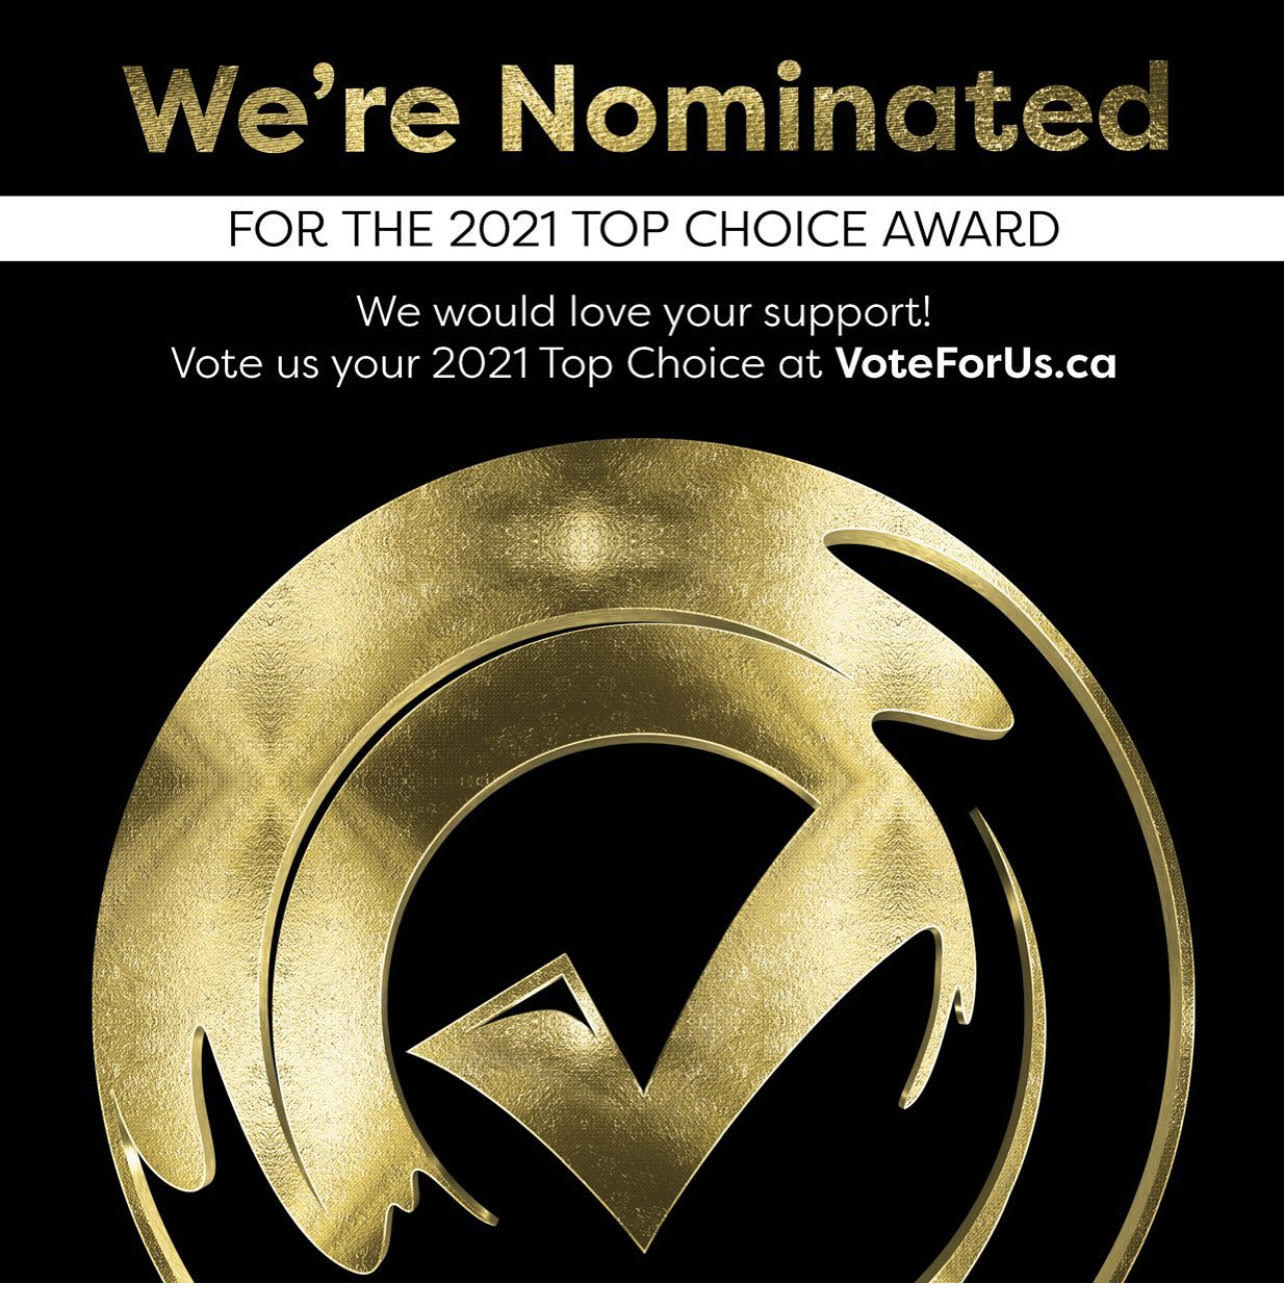 We’re Nominated
FOR THE 2021 TOP CHOICE AWARD
We would love your support!
Vote us your 2021 Top Choice at VoteForUs.ca